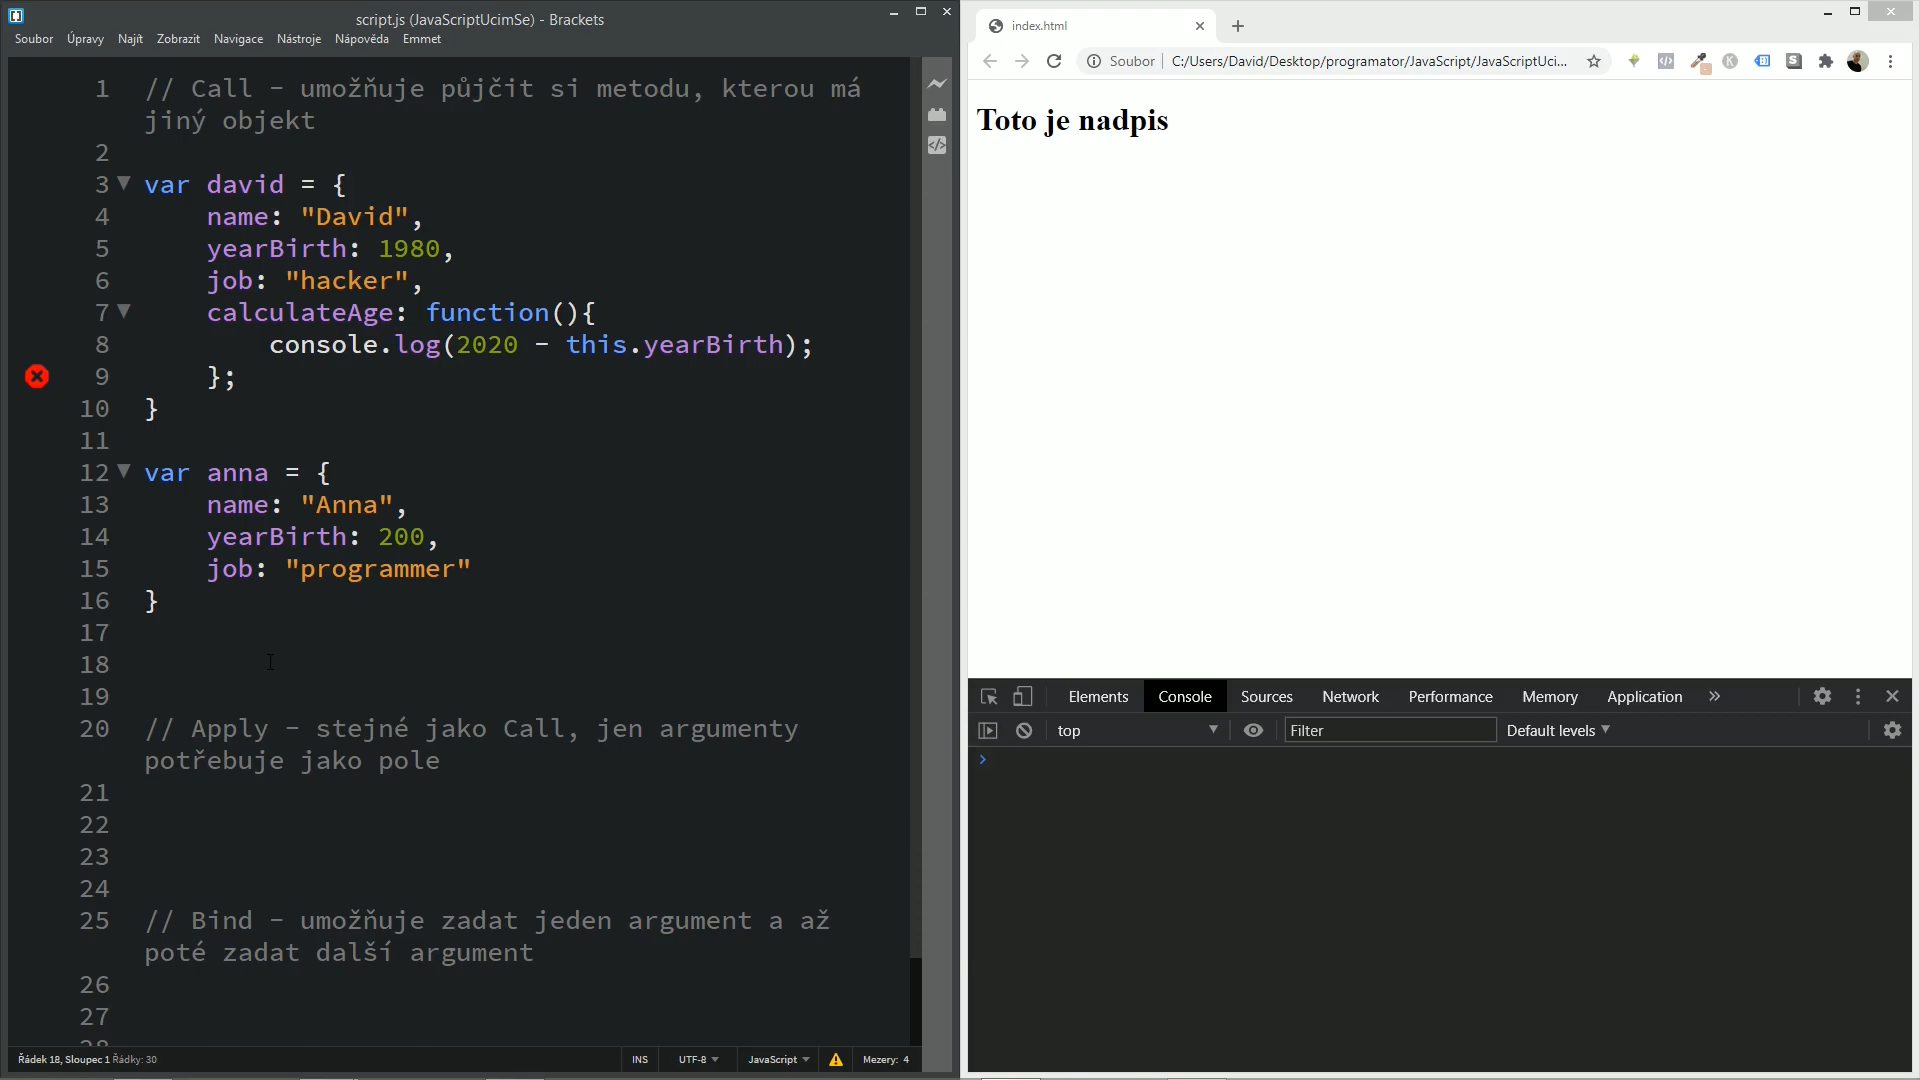 script.js (JavaScriptUcimSe) - Brackets
Soubor Úpravy Najít Zobrazit Navigace Nástroje Nápověda Emmet
1 // Call - umožňuje půjčit si metodu, kterou má
jiný objekt
2
3 var david = {
4 name: "David",
5 yearBirth: 1980,
6 job: "hacker",
7 calculateAge: function(){
8 console.log(2020 - this.yearBirth);
9 };
10 }
11
12 var anna = {
13 name: "Anna",
14 yearBirth: 200,
15 job: "programmer"
16 }
17
18
19
20 // Apply - stejné jako Call, jen argumenty
potřebuje jako pole
21
22
23
24
25 // Bind - umožňuje zadat jeden argument a až
poté zadat další argument
26
27
28
Řádek 18, Sloupec 1 Řádky: 30 INS UTF-8 JavaScript Mezery: 4
index.html
Soubor C:/Users/David/Desktop/programator/JavaScript/JavaScriptUci...
Toto je nadpis
Elements Console Sources Network Performance Memory Application »
top Filter Default levels